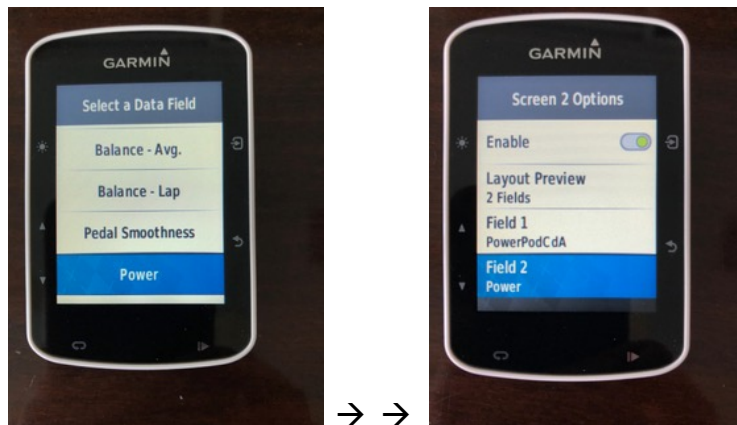 GARMIN
Select a Data Field
Balance - Avg.
Balance - Lap
Pedal Smoothness
Power
→ →
GARMIN
Screen 2 Options
Enable
Layout Preview
2 Fields
Field 1
PowerPodCdA
Field 2
Power